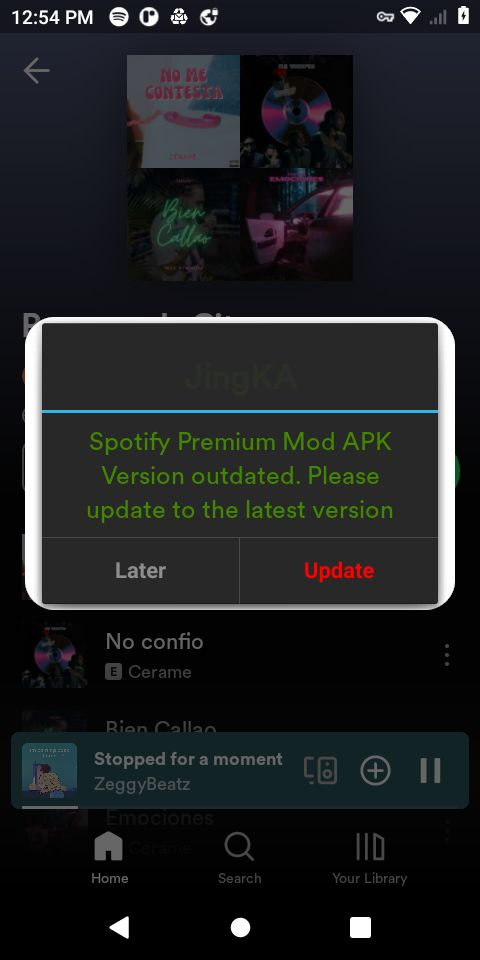 12:54 PM
NO ME
CONTESTA
CERAME
Bien
Callao
EMOCIONES
JingKA
Spotify Premium Mod APK
Version outdated. Please
update to the latest version
Later
Update
No confio
E Cerame
Bien Callao
Stopped for a moment
ZeggyBeatz
Emociones
Cerame
Home
Search
Your Library